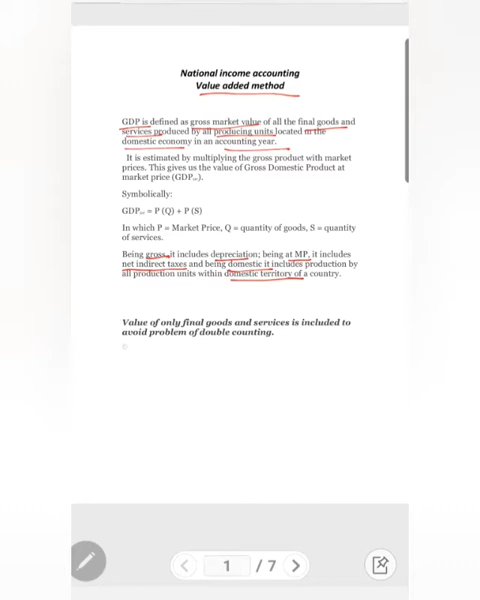 National income accounting
Value added method
GDP is defined as gross market value of all the final goods and
services produced by all producing units located in the
domestic economy in an accounting year.
It is estimated by multiplying the gross product with market
prices. This gives us the value of Gross Domestic Product at
market price (GDP
Symbolically:
= P (Q) + P (S)
In which P = Market Price, Q = quantity of goods, S = quantity
of services.
Being gross, it includes depreciation; being at MP, it includes
net indirect taxes and being domestic it includes production by
all production units within domestic territory of a country.
Value of only final goods and services is included to
avoid problem of double counting.
1 / 7